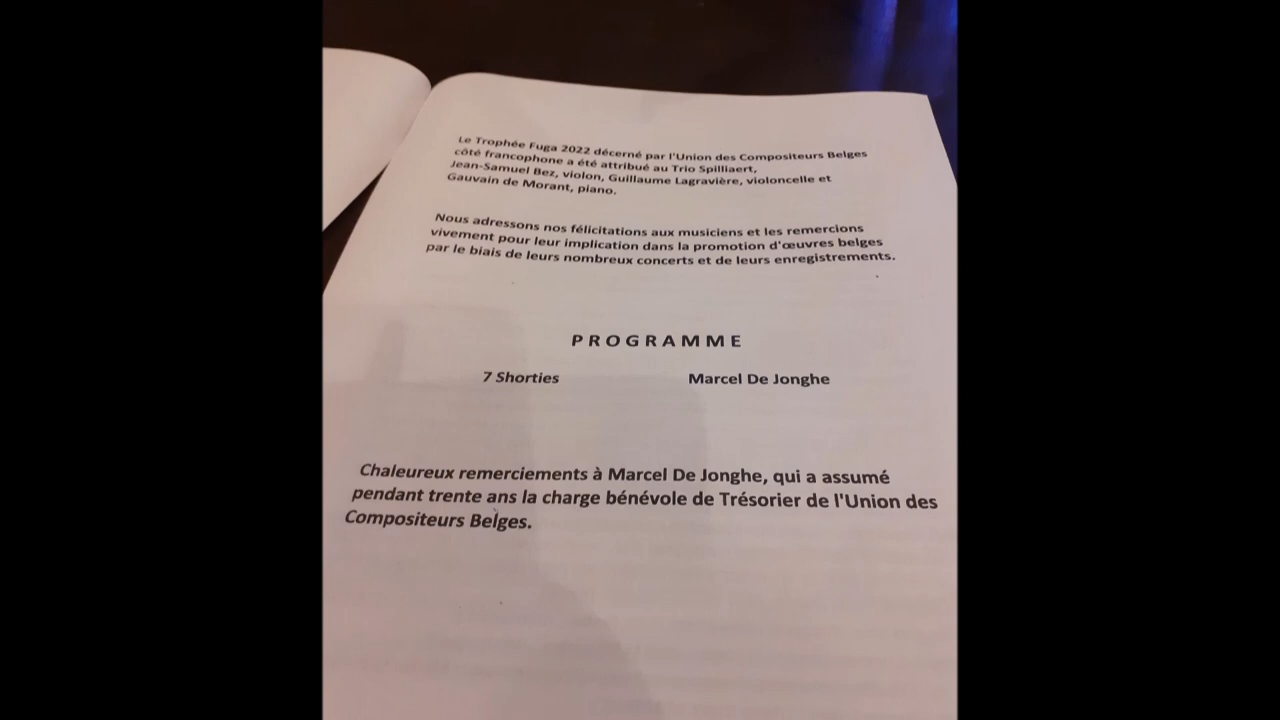 Le Trophée Fuga 2022 décerné par l'Union des Compositeurs Belges
côté francophone a été attribué au Trio Spilliaert,
Jean-Samuel Bez, violon, Guillaume Lagravière, violoncelle et
Gauvain de Morant, piano.
Nous adressons nos félicitations aux musiciens et les remercions
vivement pour leur implication dans la promotion d'œuvres belges
par le biais de leurs nombreux concerts et de leurs enregistrements.
PROGRAMME
7 Shorties Marcel De Jonghe
Chaleureux remerciements à Marcel De Jonghe, qui a assumé
pendant trente ans la charge bénévole de Trésorier de l'Union des
Compositeurs Belges.